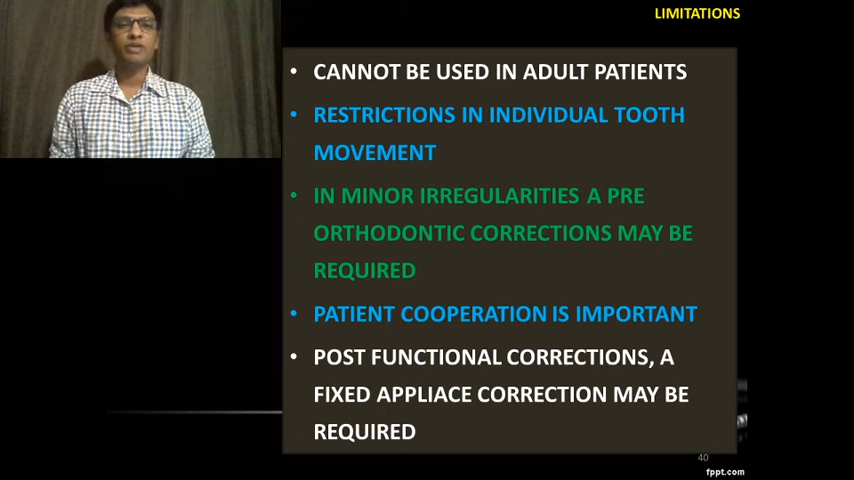 LIMITATIONS
• CANNOT BE USED IN ADULT PATIENTS
• RESTRICTIONS IN INDIVIDUAL TOOTH
MOVEMENT
• IN MINOR IRREGULARITIES A PRE
ORTHODONTIC CORRECTIONS MAY BE
REQUIRED
• PATIENT COOPERATION IS IMPORTANT
• POST FUNCTIONAL CORRECTIONS, A
FIXED APPLIACE CORRECTION MAY BE
REQUIRED
40
fppt.com